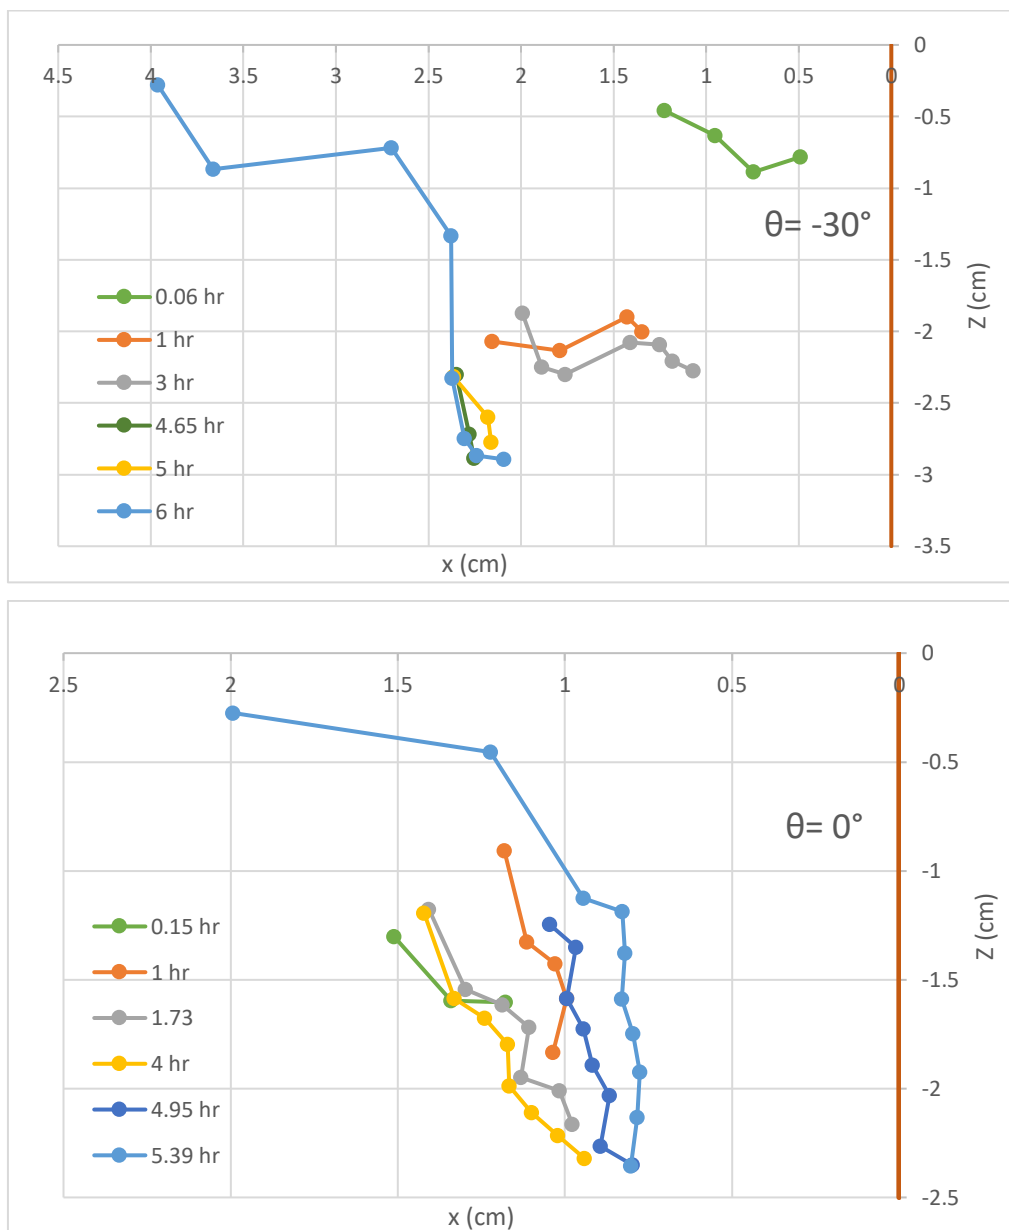 0
4.5 4 3.5 3 2.5 2 1.5 1 0.5 0
-0.5
-1
θ= -30°
-1.5
Z (cm)
0.06 hr
1 hr
-2
3 hr
4.65 hr
-2.5
5 hr
-3
6 hr
-3.5
x (cm)
0
2.5 2 1.5 1 0.5 0
-0.5
θ= 0°
-1
Z (cm)
0.15 hr
1 hr
-1.5
1.73
4 hr
-2
4.95 hr
5.39 hr
-2.5
x (cm)